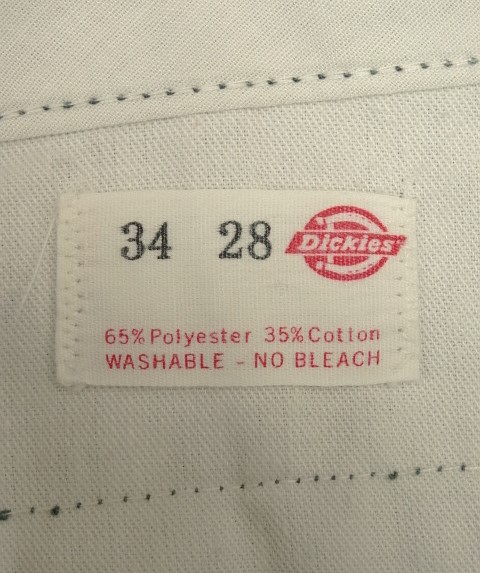 34 28 Dickies
65% Polyester 35% Cotton
WASHABLE - NO BLEACH